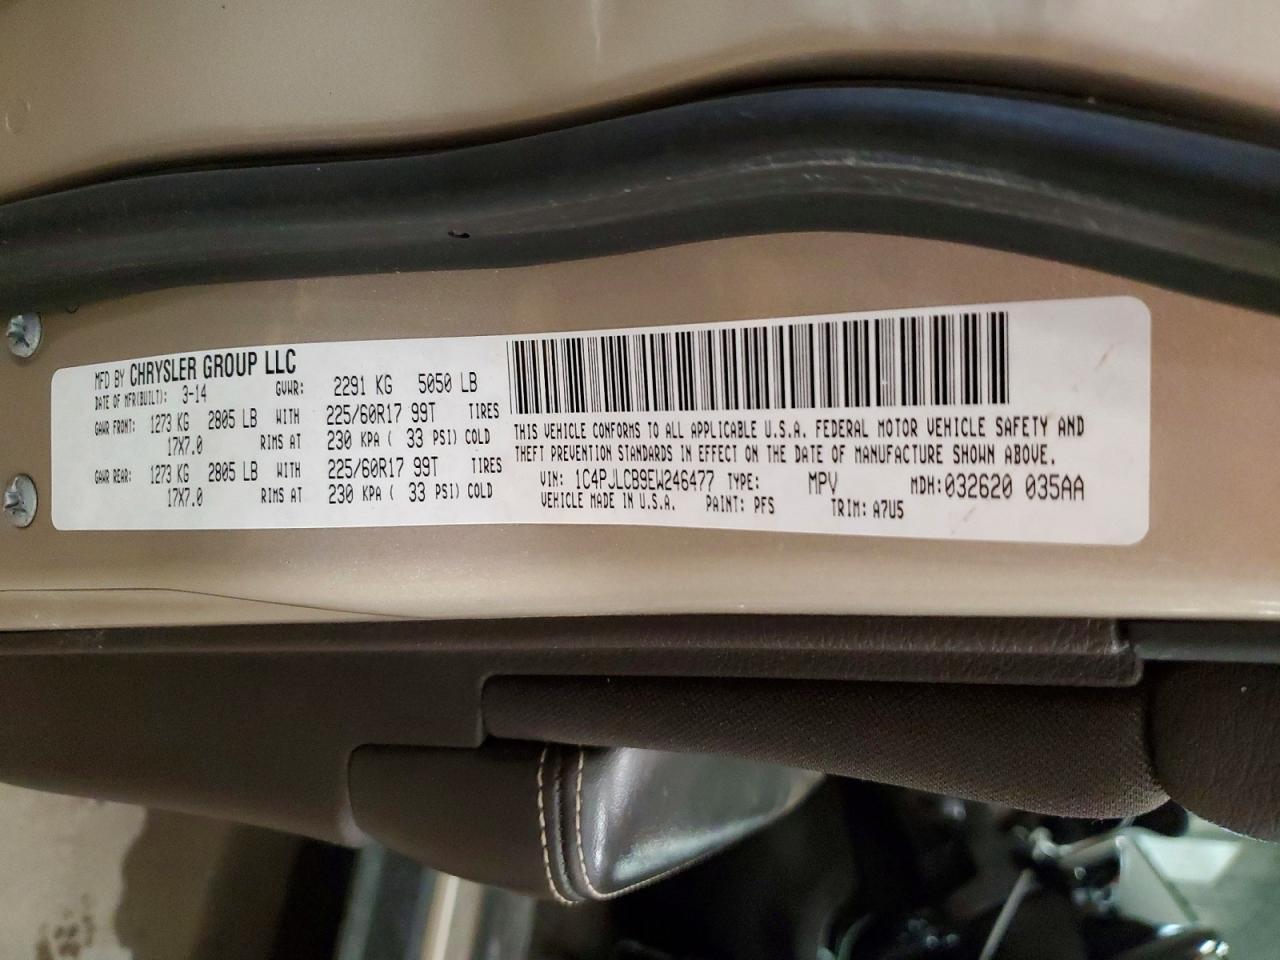 MFD BY CHRYSLER GROUP LLC
DATE OF MFR(BUILT): 3-14 GVWR: 2291 KG 5050 LB
GAWR FRONT: 1273 KG 2805 LB WITH 225/60R17 99T TIRES
17X7.0 RIMS AT 230 KPA ( 33 PSI) COLD
GAWR REAR: 1273 KG 2805 LB WITH 225/60R17 99T TIRES
17X7.0 RIMS AT 230 KPA ( 33 PSI) COLD
THIS VEHICLE CONFORMS TO ALL APPLICABLE U.S.A. FEDERAL MOTOR VEHICLE SAFETY AND
THEFT PREVENTION STANDARDS IN EFFECT ON THE DATE OF MANUFACTURE SHOWN ABOVE.
VIN: 1C4PJLCB9EW246477 TYPE: MPV MDH:032620 035AA
VEHICLE MADE IN U.S.A. PAINT: PFS TRIM: A7U5